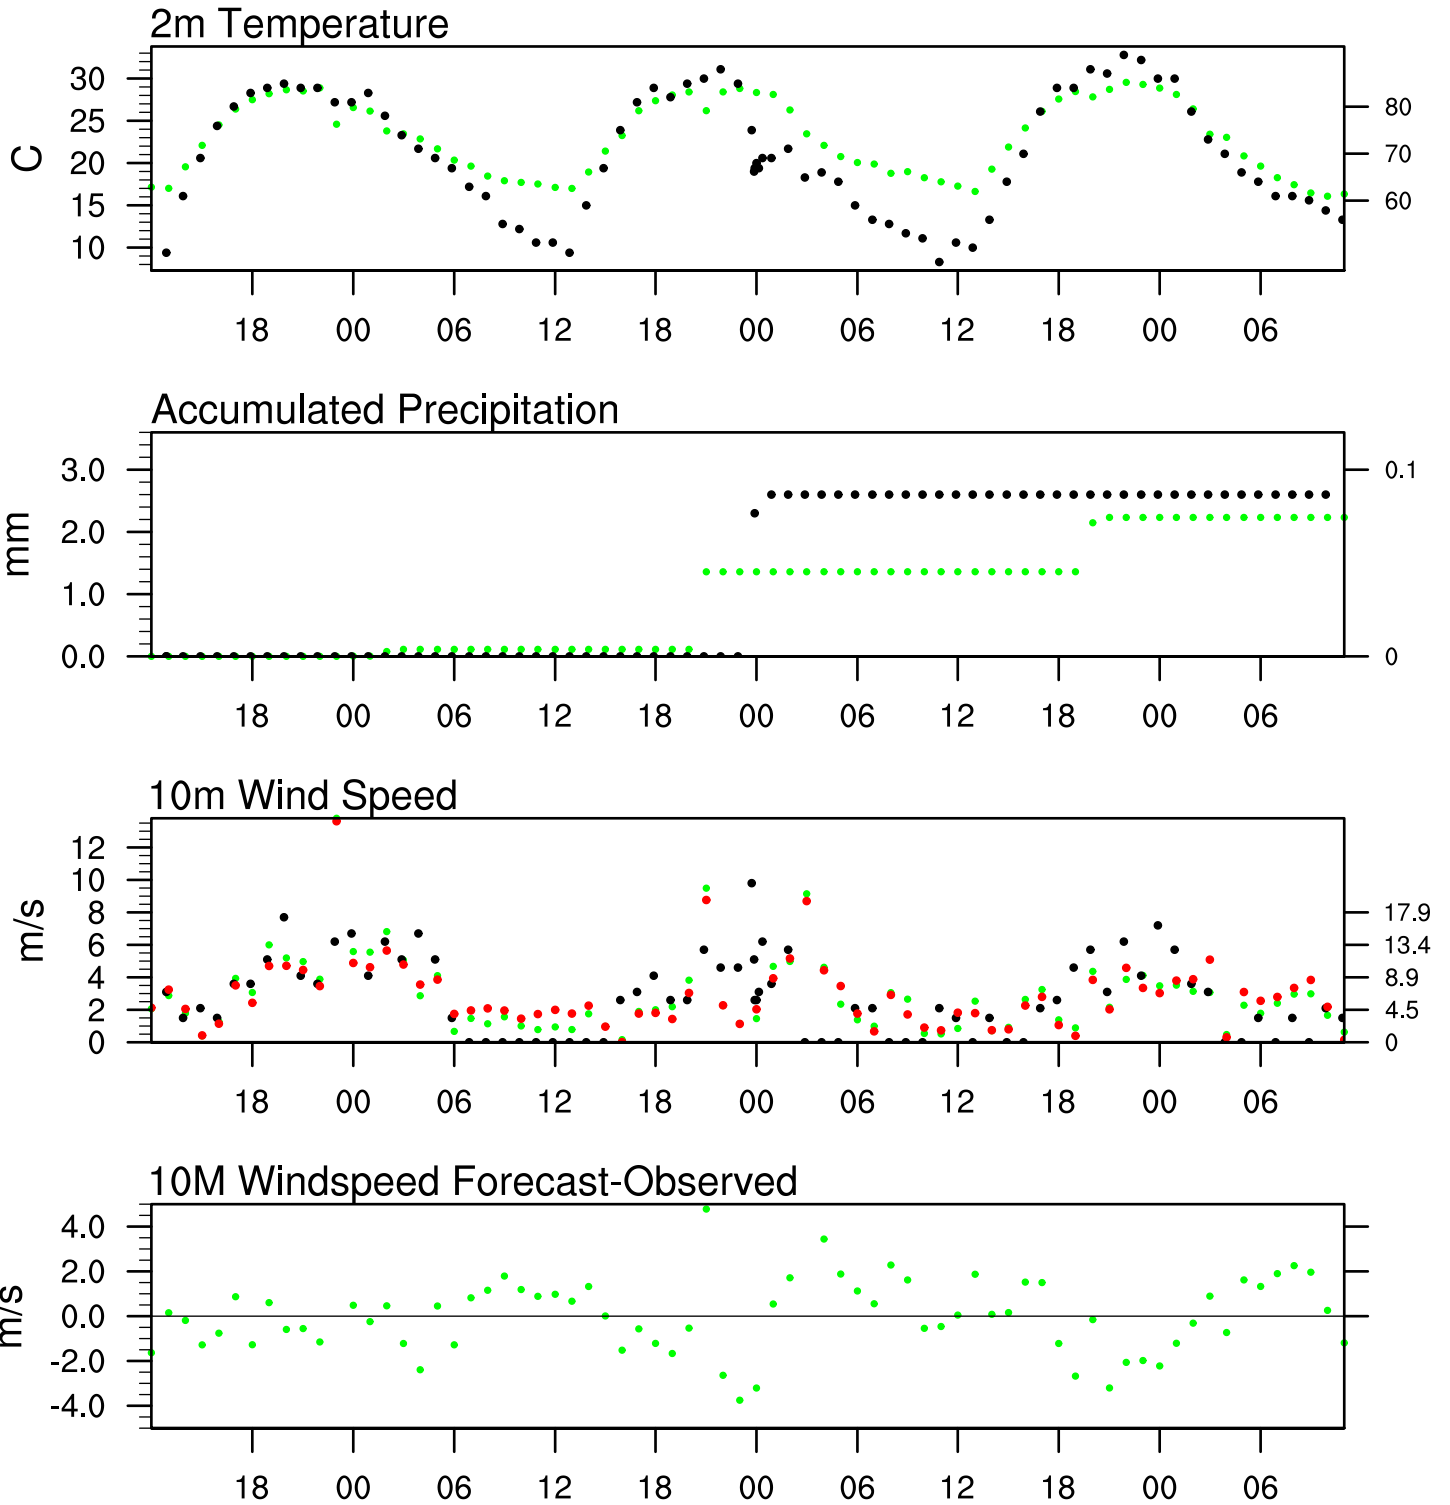 2m Temperature
30
25
20
15
10
C
80
70
60
18 00 06 12 18 00 06 12 18 00 06
Accumulated Precipitation
3.0
2.0
1.0
0.0
mm
0.1
0
18 00 06 12 18 00 06 12 18 00 06
10m Wind Speed
12
10
8
6
4
2
0
m/s
17.9
13.4
8.9
4.5
0
18 00 06 12 18 00 06 12 18 00 06
10M Windspeed Forecast-Observed
4.0
2.0
0.0
-2.0
-4.0
m/s
18 00 06 12 18 00 06 12 18 00 06